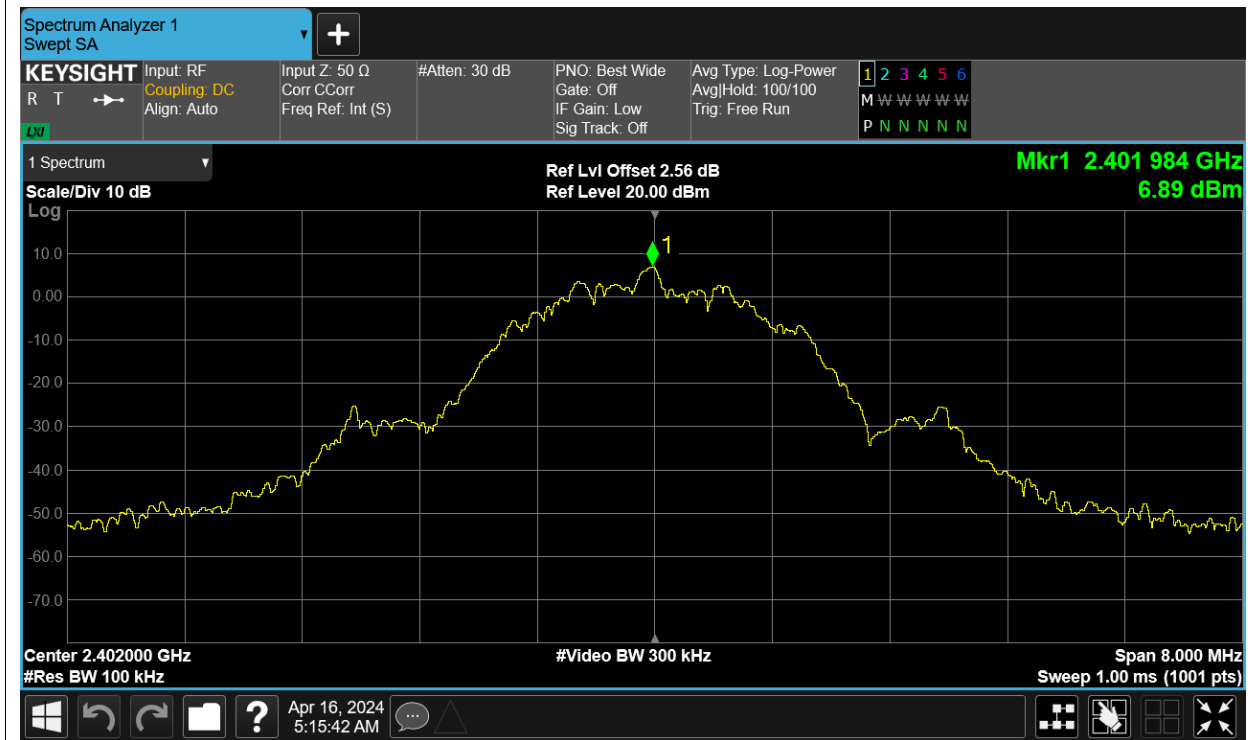 Spectrum Analyzer 1
Swept SA
KEYSIGHT
R T
LXI
Input: RF
Coupling: DC
Align: Auto
Input Z: 50 Ω
Corr CCorr
Freq Ref: Int (S)
#Atten: 30 dB
PNO: Best Wide
Gate: Off
IF Gain: Low
Sig Track: Off
Avg Type: Log-Power
Avg|Hold: 100/100
Trig: Free Run
1 2 3 4 5 6
M W W W W W
P N N N N N
1 Spectrum
Scale/Div 10 dB
Log
Ref Lvl Offset 2.56 dB
Ref Level 20.00 dBm
Mkr1 2.401 984 GHz
6.89 dBm
1
10.0
0.00
-10.0
-20.0
-30.0
-40.0
-50.0
-60.0
-70.0
Center 2.402000 GHz
#Res BW 100 kHz
#Video BW 300 kHz
Span 8.000 MHz
Sweep 1.00 ms (1001 pts)
?
Apr 16, 2024
5:15:42 AM